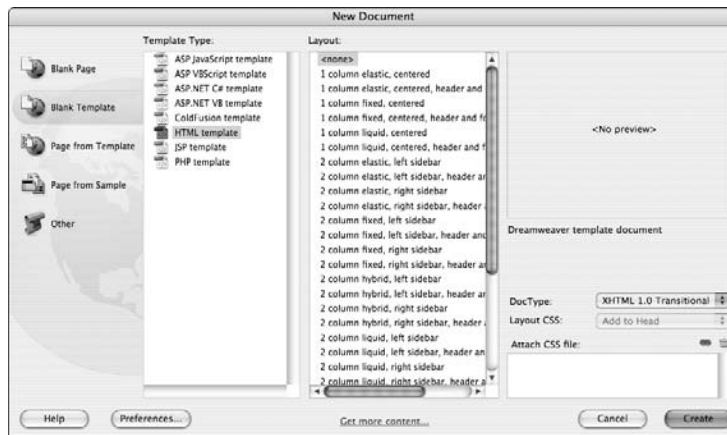 New Document
Blank Page
Blank Template
Page from Template
Page from Sample
Other
Template Type:
ASP JavaScript template
ASP VBScript template
ASP.NET C# template
ASP.NET VB template
ColdFusion template
HTML template
JSP template
PHP template
Layout:
<none>
1 column elastic, centered
1 column elastic, centered, header and
1 column fixed, centered
1 column fixed, centered, header and fo
1 column liquid, centered
1 column liquid, centered, header and f
2 column elastic, left sidebar
2 column elastic, left sidebar, header an
2 column elastic, right sidebar
2 column elastic, right sidebar, header a
2 column fixed, left sidebar
2 column fixed, left sidebar, header and
2 column fixed, right sidebar
2 column fixed, right sidebar, header an
2 column hybrid, left sidebar
2 column hybrid, left sidebar, header an
2 column hybrid, right sidebar
2 column hybrid, right sidebar, header a
2 column liquid, left sidebar
2 column liquid, left sidebar, header an
2 column liquid, right sidebar
2 column liquid, right sidebar, header a
<No preview>
Dreamweaver template document
DocType: XHTML 1.0 Transitional
Layout CSS: Add to Head
Attach CSS file:
Help
Preferences...
Get more content...
Cancel
Create